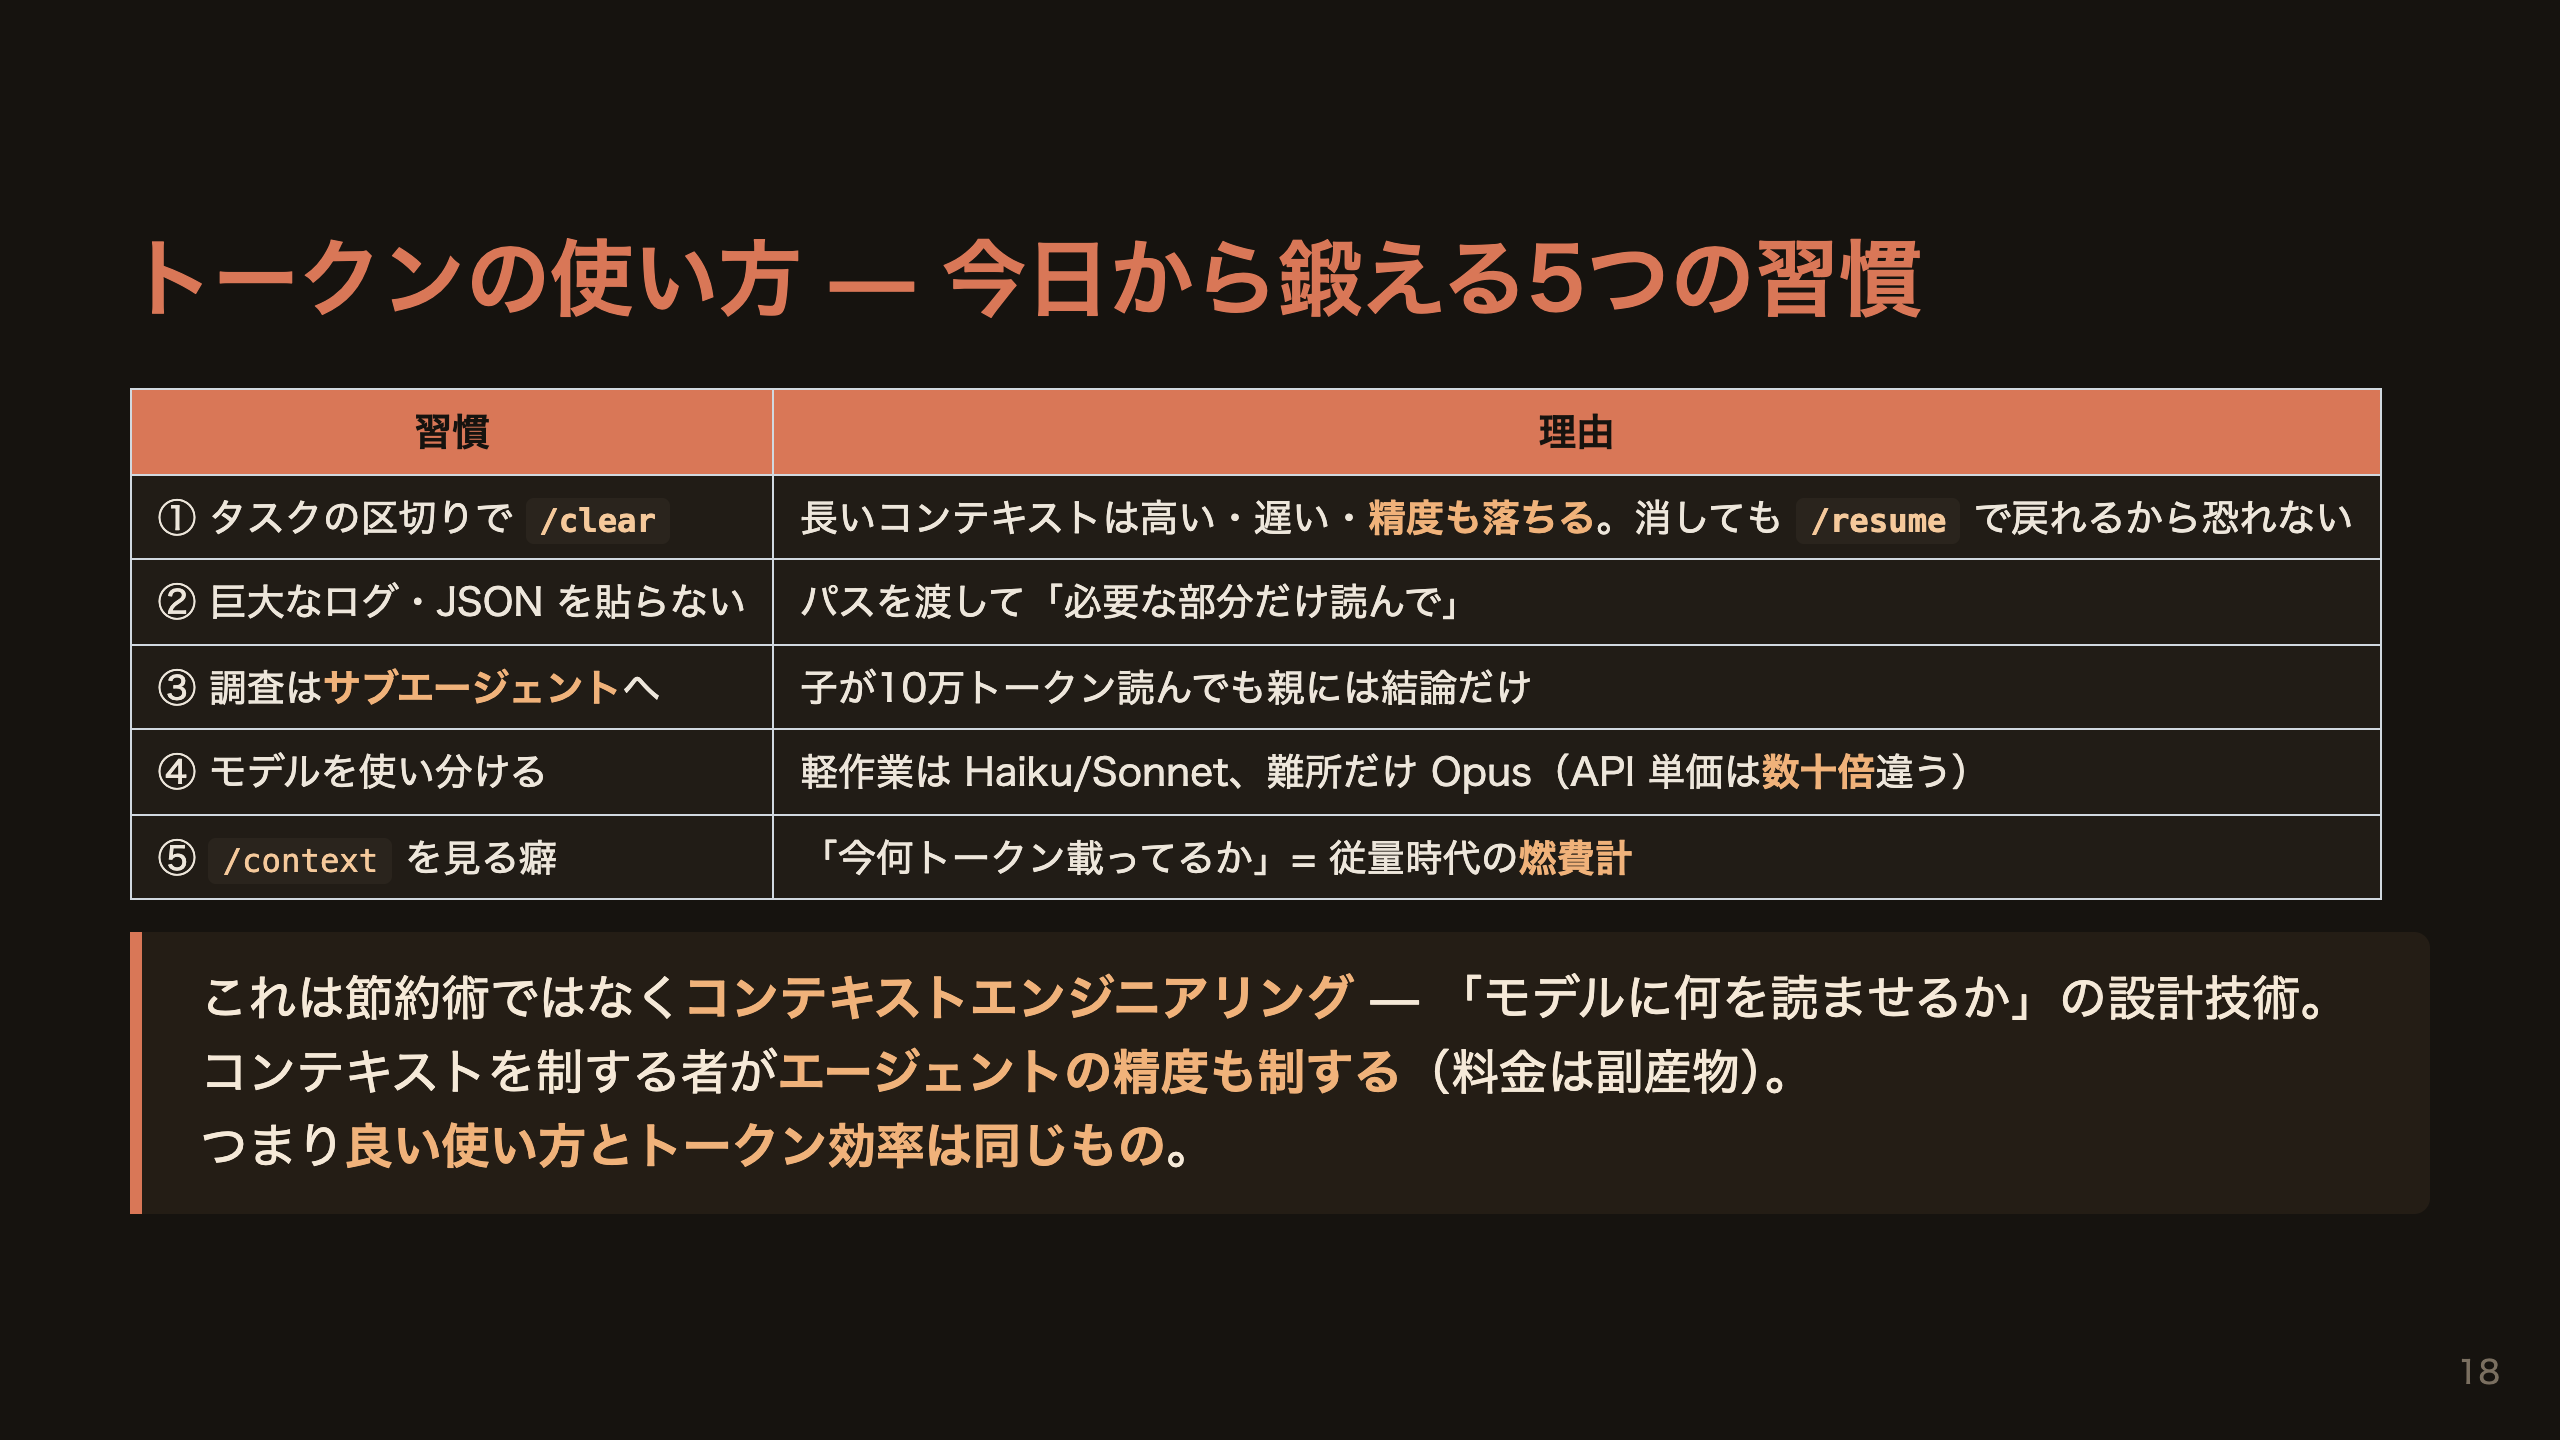 トークンの使い方 — 今日から鍛える5つの習慣
習慣
理由
① タスクの区切りで /clear
長いコンテキストは高い・遅い・精度も落ちる。消しても /resume で戻れるから恐れない
② 巨大なログ・JSON を貼らない
パスを渡して「必要な部分だけ読んで」
③ 調査はサブエージェントへ
子が10万トークン読んでも親には結論だけ
④ モデルを使い分ける
軽作業は Haiku/Sonnet、難所だけ Opus（API 単価は数十倍違う）
⑤ /context を見る癖
「今何トークン載ってるか」= 従量時代の燃費計
これは節約術ではなくコンテキストエンジニアリング — 「モデルに何を読ませるか」の設計技術。
コンテキストを制する者がエージェントの精度も制する（料金は副産物）。
つまり良い使い方とトークン効率は同じもの。
18